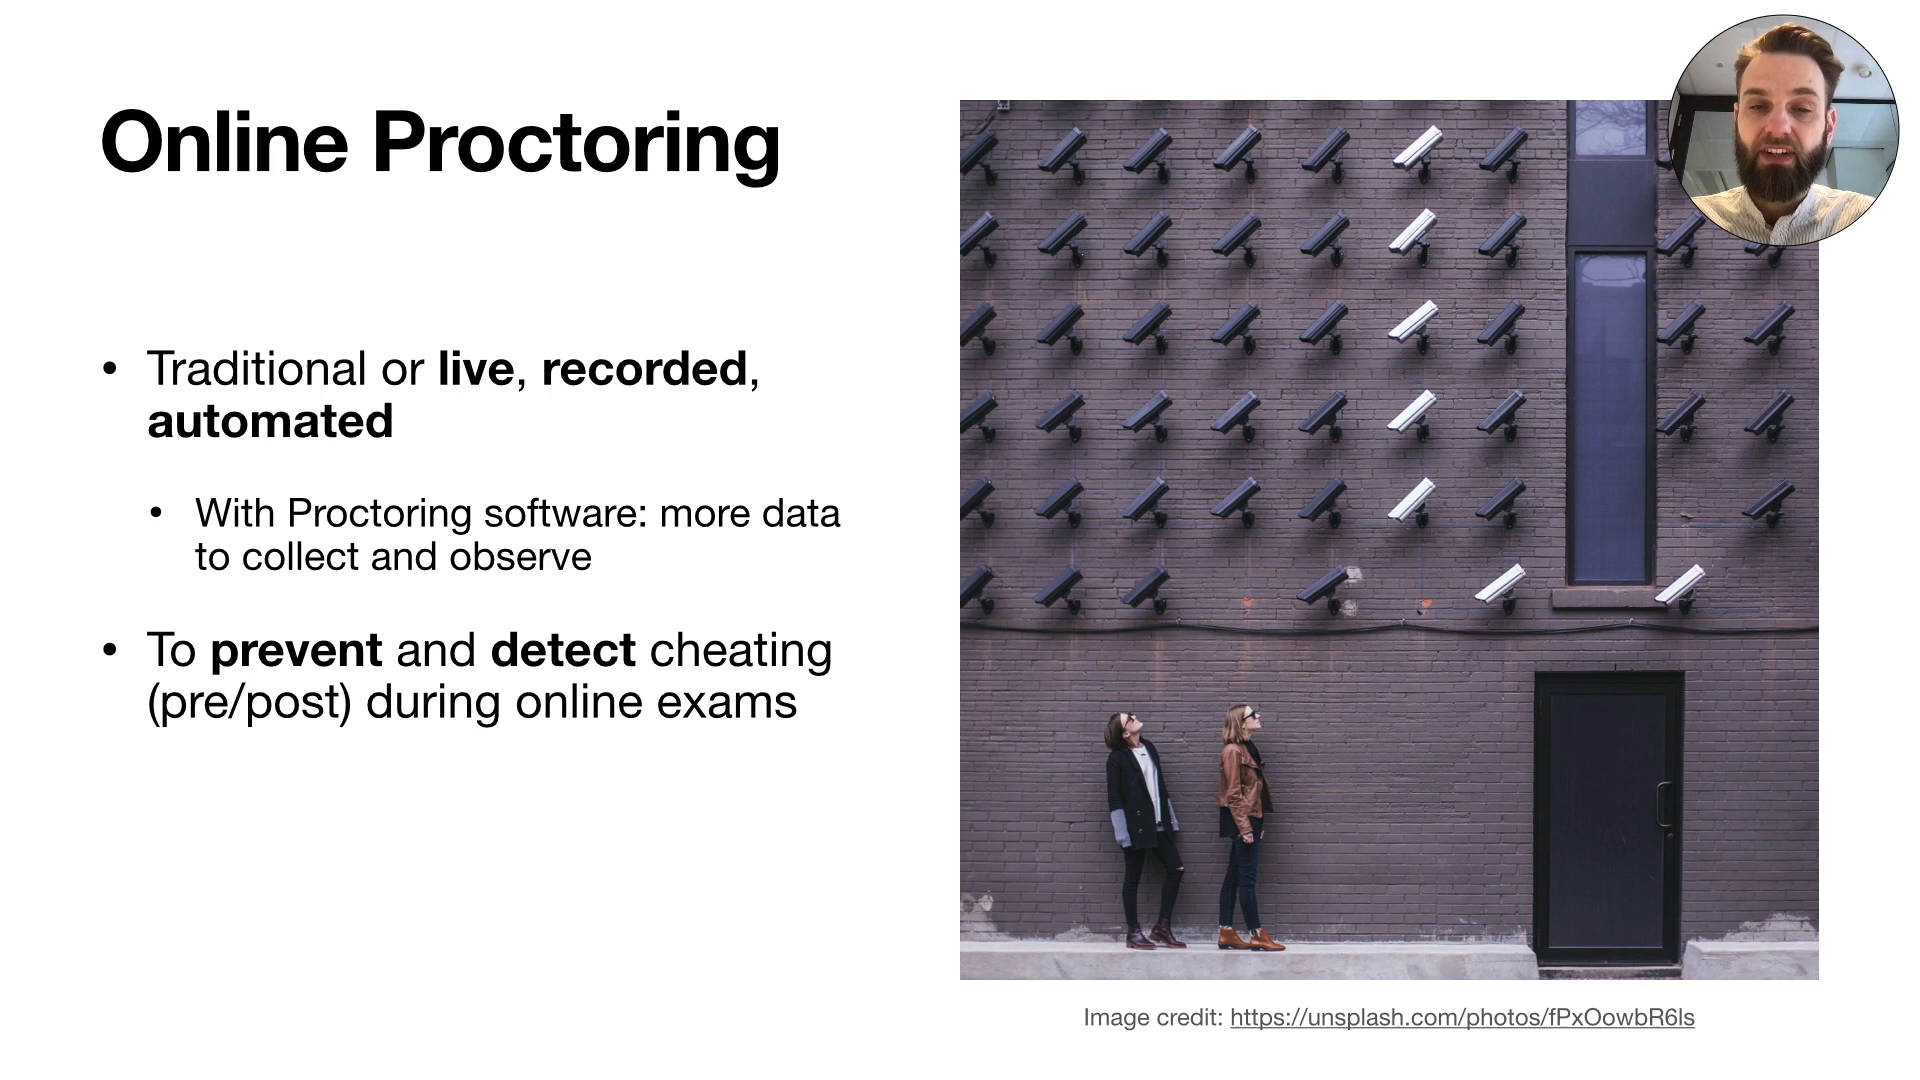 Online Proctoring
• Traditional or live, recorded,
automated
• With Proctoring software: more data
to collect and observe
• To prevent and detect cheating
(pre/post) during online exams
Image credit: https://unsplash.com/photos/fPxOowbR6ls